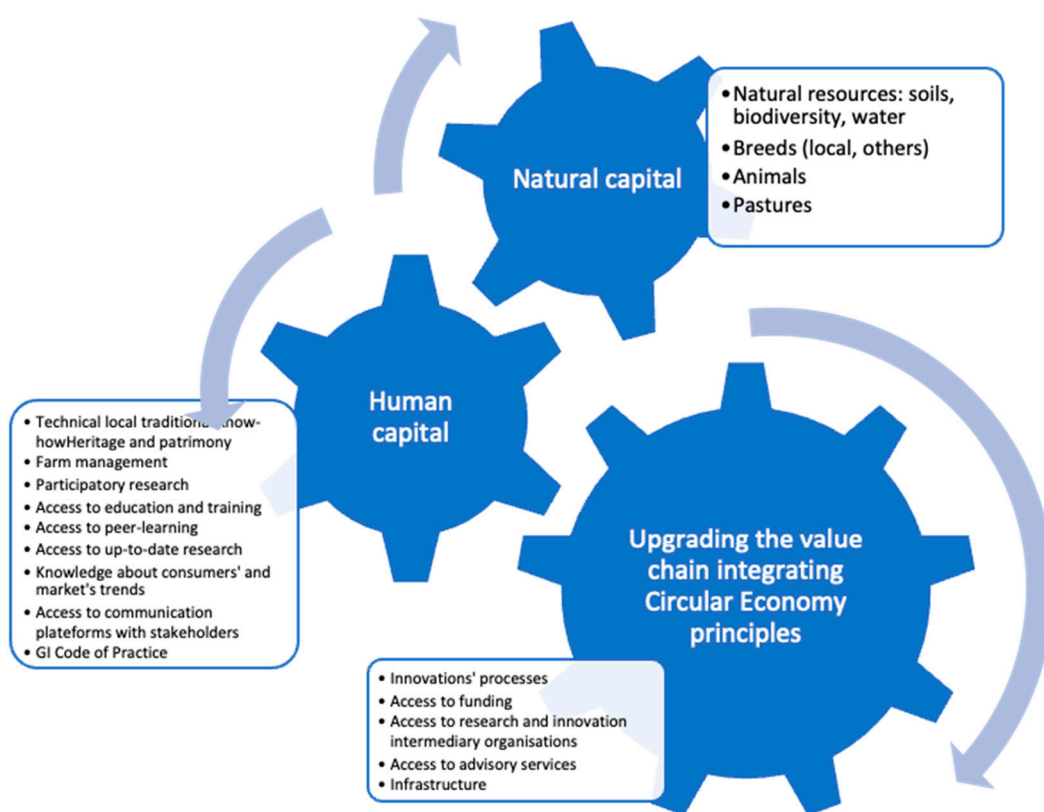 Natural capital
• Natural resources: soils,
biodiversity, water
• Breeds (local, others)
• Animals
• Pastures
Human
capital
• Technical local traditional know-
howHeritage and patrimony
• Farm management
• Participatory research
• Access to education and training
• Access to peer-learning
• Access to up-to-date research
• Knowledge about consumers' and
market's trends
• Access to communication
plateforms with stakeholders
• GI Code of Practice
Upgrading the value
chain integrating
Circular Economy
principles
• Innovations' processes
• Access to funding
• Access to research and innovation
intermediary organisations
• Access to advisory services
• Infrastructure